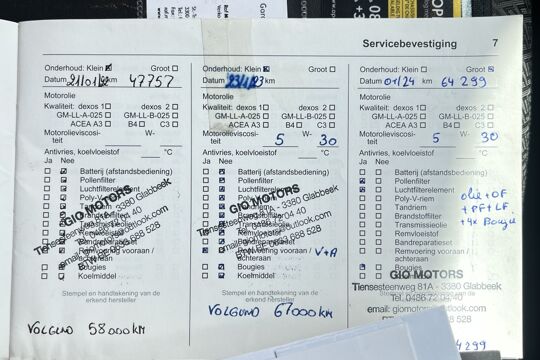 Servicebevestiging 7
Onderhoud: Klein Groot
Datum 21/01/22 km 47757
Motorolie
Kwaliteit: dexos 1 dexos 2
GM-LL-A-025 GM-LL-B-025
ACEA A3 B4 C3
Motorolieviscosi- W-
teit
Antivries, koelvloeistof °C
Ja Nee
Batterij (afstandsbediening)
Pollenfilter
Luchtfilterelement
Poly-V-riem
Tandriem
Brandstoffilter
Remvoering vooraan /
achteraan
Bougies
Koelmiddel
GIO MOTORS
Tiensesteenweg 81A - 3380 Glabbeek
Stempel en handtekening van de
erkend hersteller
VOLGEND 58000KM
Onderhoud: Klein Groot
Datum km
Motorolie
Kwaliteit: dexos 1 dexos 2
GM-LL-A-025 GM-LL-B-025
ACEA A3 B4 C3
Motorolieviscosi- W-
teit 5 30
Antivries, koelvloeistof °C
Ja Nee
Batterij (afstandsbediening)
Pollenfilter
Luchtfilterelement
Remvoering vooraan / V+A
achteraan
Bougies
Koelmiddel
GIO MOTORS
Tiensesteenweg 81A - 3380 Glabbeek
Stempel en handtekening van de
erkend hersteller
VOLGEND 67000KM
Onderhoud: Klein Groot
Datum 01/24 km 64 299
Motorolie
Kwaliteit: dexos 1 dexos 2
GM-LL-A-025 GM-LL-B-025
ACEA A3 B4 C3
Motorolieviscosi- W-
teit 5 30
Antivries, koelvloeistof °C
Ja Nee
Batterij (afstandsbediening)
Pollenfilter
Luchtfilterelement
Poly-V-riem
Tandriem
Brandstoffilter
Transmissieolie
Remvloeistof
Bandreparatieset
Remvoering vooraan /
achteraan
Bougies
olie+OF
+PF+LF
+4x Bougie
GIO MOTORS
Tiensesteenweg 81A - 3380 Glabbeek
Tel. 0486.72.04.40
528
4299